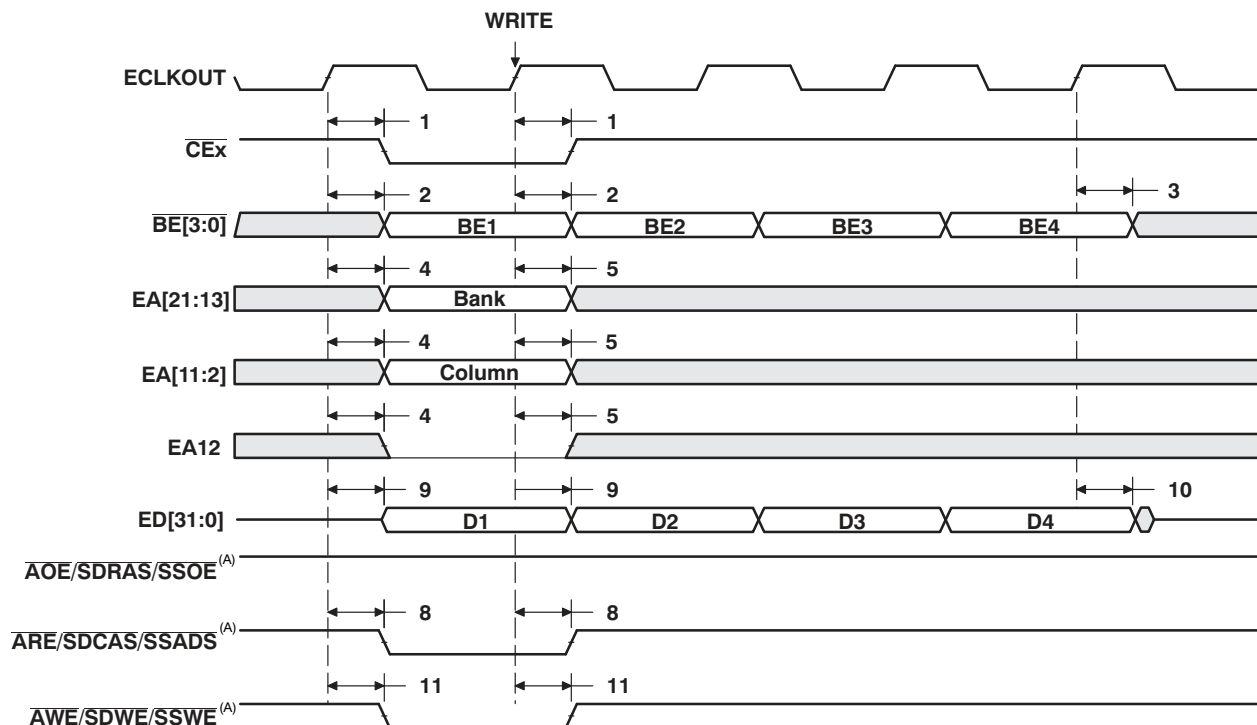 WRITE
ECLKOUT
1 1
CEx
2 2 3
BE[3:0] BE1 BE2 BE3 BE4
4 5
EA[21:13] Bank
4 5
EA[11:2] Column
4 5
EA12
9 9 10
ED[31:0] D1 D2 D3 D4
AOE/SDRAS/SSOE(A)
8 8
ARE/SDCAS/SSADS(A)
11 11
AWE/SDWE/SSWE(A)